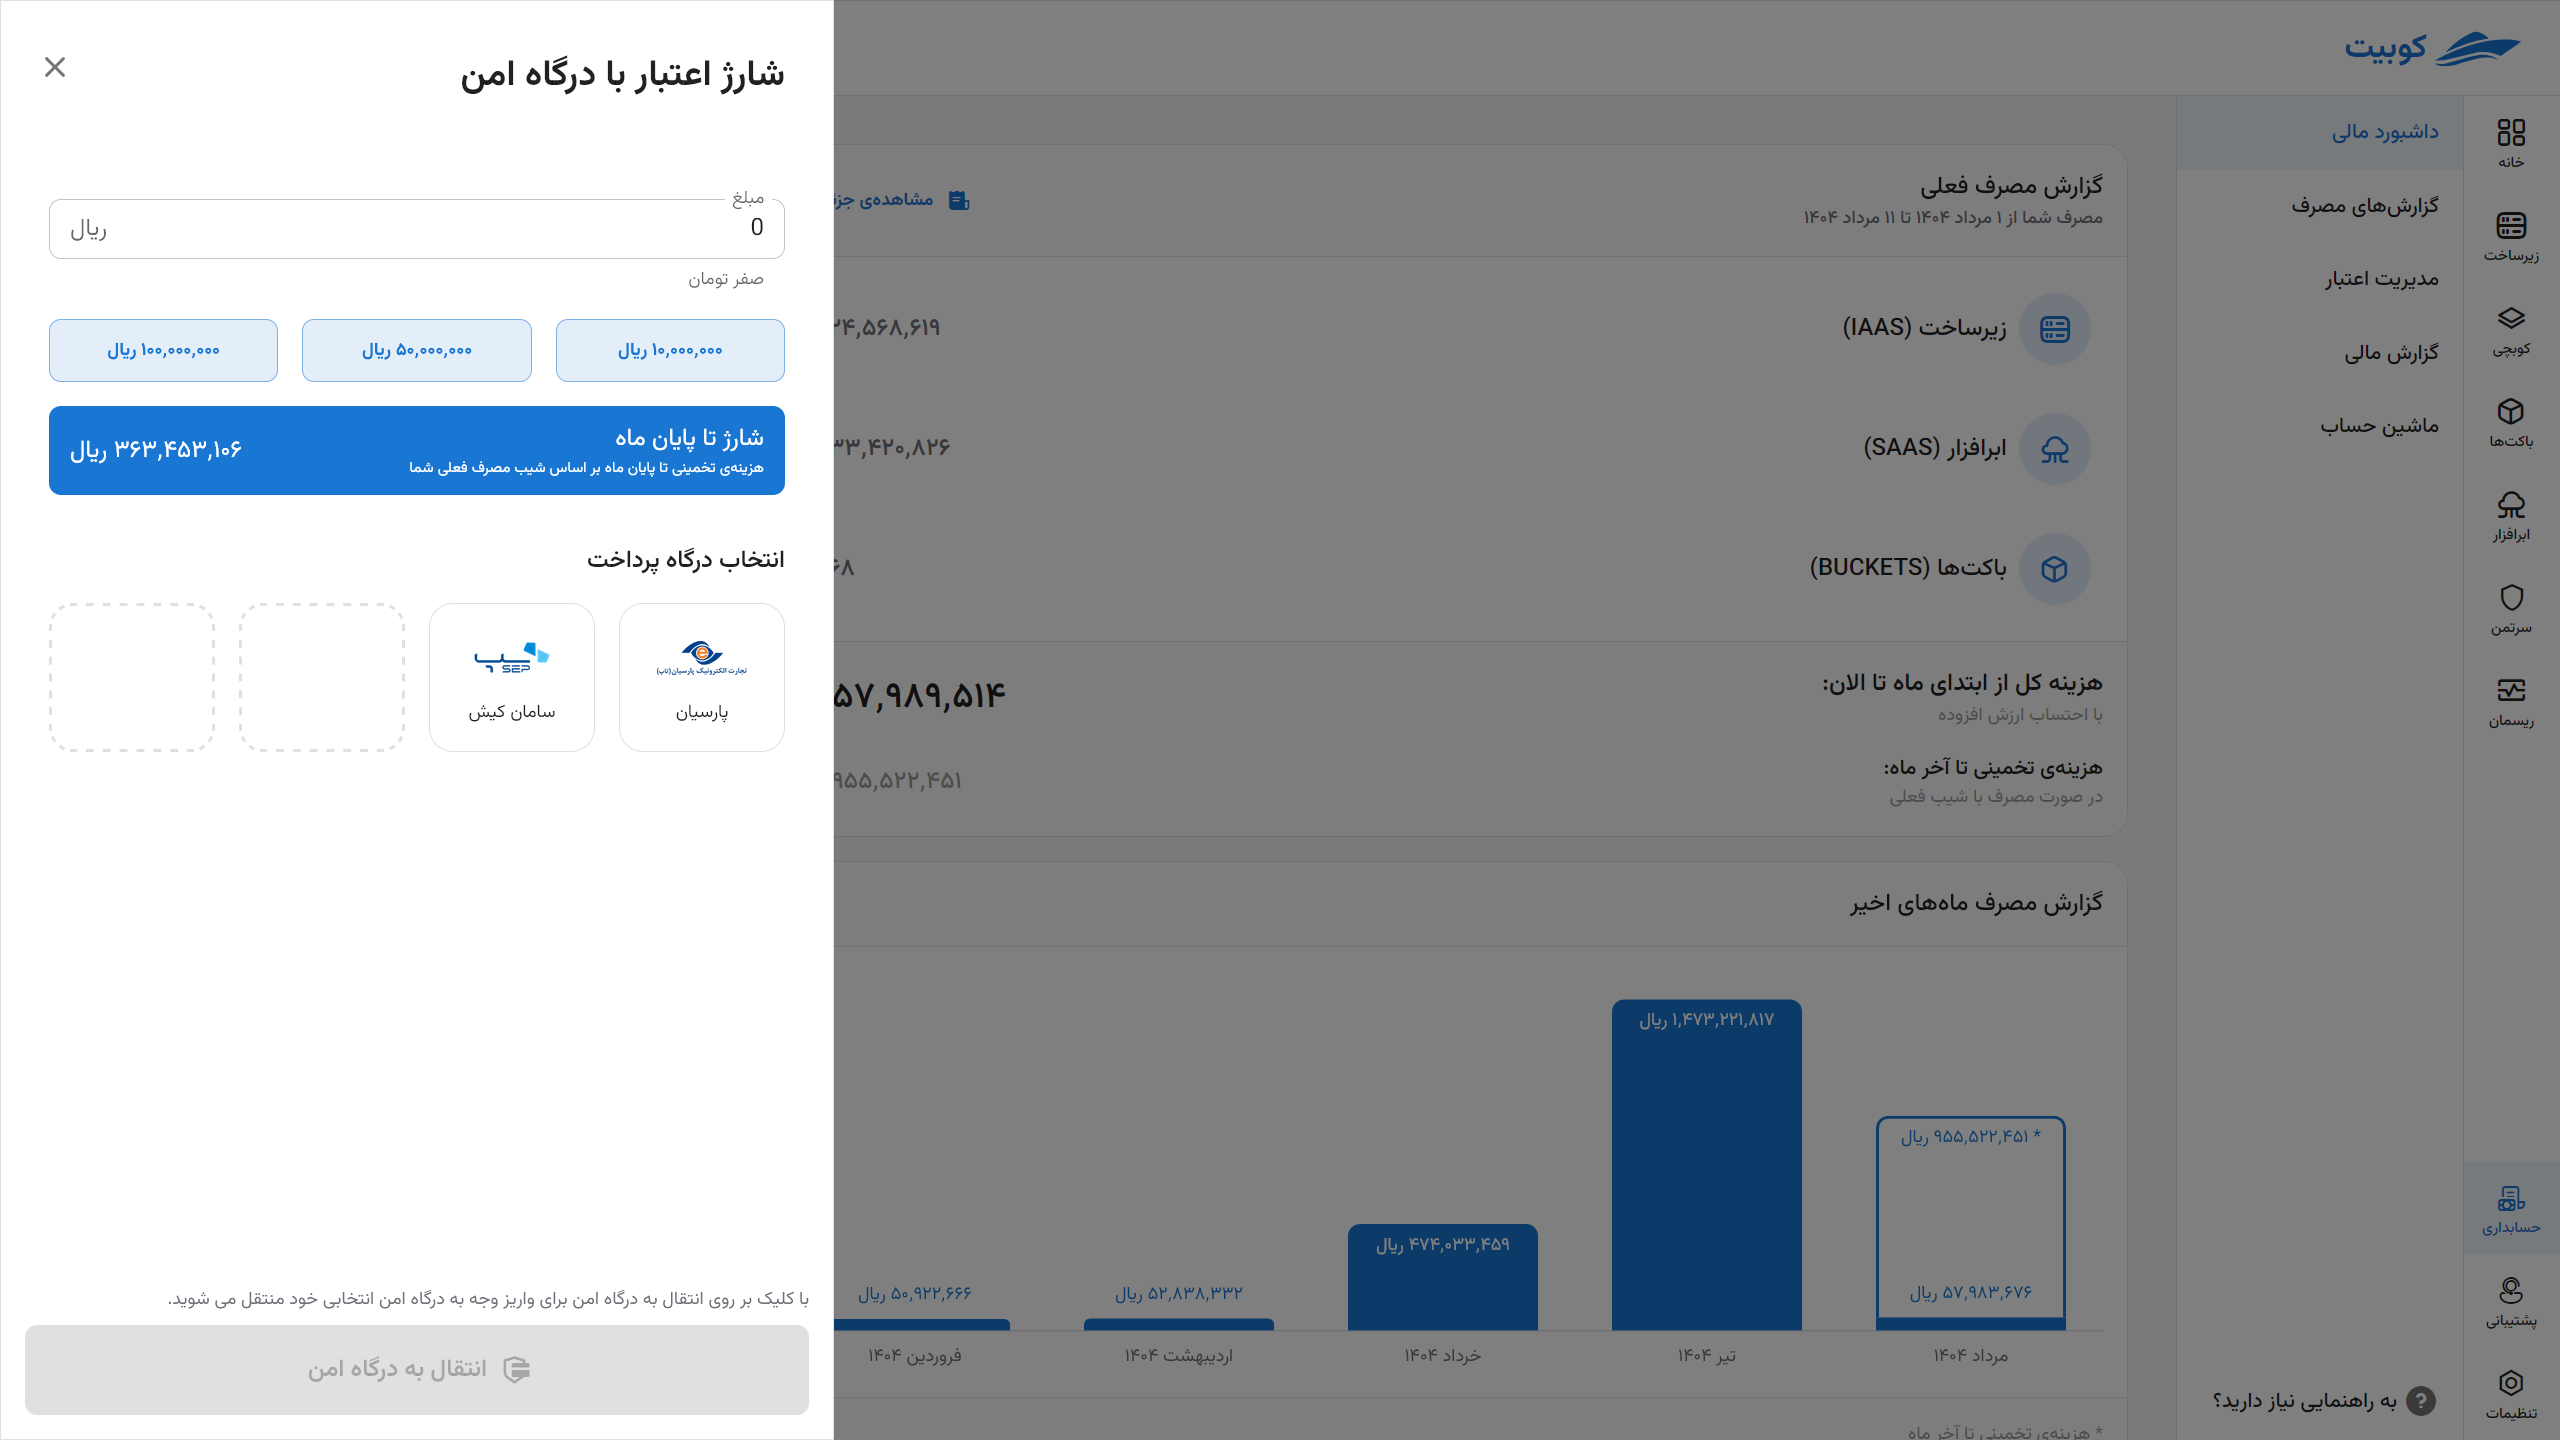 کوبیت
خانه
زیرساخت
کوبچی
باکت‌ها
ابرافزار
سرتمن
ریسمان
حسابداری
پشتیبانی
تنظیمات
داشبورد مالی
گزارش‌های مصرف
مدیریت اعتبار
گزارش مالی
ماشین حساب
به راهنمایی نیاز دارید؟
گزارش مصرف فعلی
مصرف شما از ۱ مرداد ۱۴۰۴ تا ۱۱ مرداد ۱۴۰۴
مشاهده‌ی
زیرساخت (IAAS)
۲۴,۵۶۸,۶۱۹
ابرافزار (SAAS)
۳۳,۴۲۰,۸۲۶
باکت‌ها (BUCKETS)
هزینه کل از ابتدای ماه تا الان:
با احتساب ارزش افزوده
۵۷,۹۸۹,۵۱۴
هزینه‌ی تخمینی تا آخر ماه:
در صورت مصرف با شیب فعلی
۹۵۵,۵۲۲,۴۵۱
گزارش مصرف ماه‌های اخیر
* ۹۵۵,۵۲۲,۴۵۱ ریال
۵۷,۹۸۳,۶۷۶ ریال
مرداد ۱۴۰۴
۱,۴۷۳,۲۲۱,۸۱۷ ریال
تیر ۱۴۰۴
۴۷۴,۰۳۳,۴۵۹ ریال
خرداد ۱۴۰۴
۵۲,۸۳۸,۳۳۲ ریال
اردیبهشت ۱۴۰۴
۵۰,۹۲۲,۶۶۶ ریال
فروردین ۱۴۰۴
* هزینه‌ی تخمینی تا آخر ماه
شارژ اعتبار با درگاه امن
مبلغ
0
ریال
صفر تومان
۱۰,۰۰۰,۰۰۰ ریال
۵۰,۰۰۰,۰۰۰ ریال
۱۰۰,۰۰۰,۰۰۰ ریال
شارژ تا پایان ماه
هزینه‌ی تخمینی تا پایان ماه بر اساس شیب مصرف فعلی شما
۳۶۳,۴۵۳,۱۰۶ ریال
انتخاب درگاه پرداخت
تجارت الکترونیک پارسیان(تاپ)
پارسیان
سپ
SEP
سامان کیش
با کلیک بر روی انتقال به درگاه امن برای واریز وجه به درگاه امن انتخابی خود منتقل می شوید.
انتقال به درگاه امن